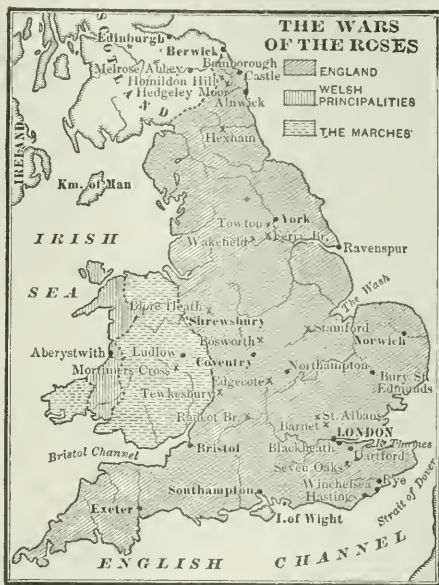 THE WARS
OF THE ROSES
ENGLAND
WELSH
PRINCIPALITIES
THE MARCHES
SCOTLAND
Edinburgh
Berwick
Melrose Abbey
Bamborough
Castle
Homildon Hill
Hedgeley Moor
Alnwick
Hexham
IRELAND
Km. of Man
IRISH
SEA
Towton
York
Wakefield
Ferry Br.
Ravenspur
The Wash
Blore Heath
Shrewsbury
Stamford
Norwich
Bosworth
Aberystwith
Ludlow
Coventry
Mortimers Cross
Northampton
Bury St.
Edmunds
Edgecote
Tewkesbury
Radcot Br.
St. Albans
Barnet
LONDON
Bristol Channel
Bristol
Blackheath
R. Thames
Dartford
Seven Oaks
Winchelsea
Rye
Hastings
Strait of Dover
Southampton
Exeter
I. of Wight
ENGLISH CHANNEL